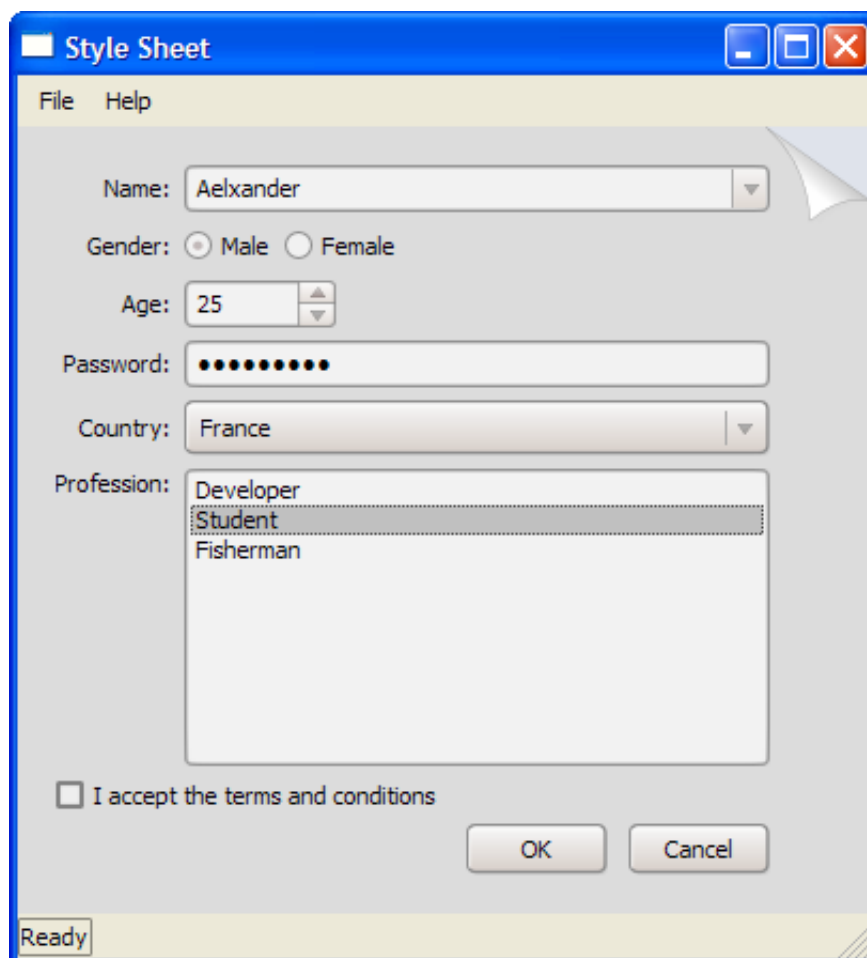 Style Sheet
File Help
Name: Aelxander
Gender: Male Female
Age: 25
Password: •••••••••
Country: France
Profession: Developer
Student
Fisherman
I accept the terms and conditions
OK Cancel
Ready